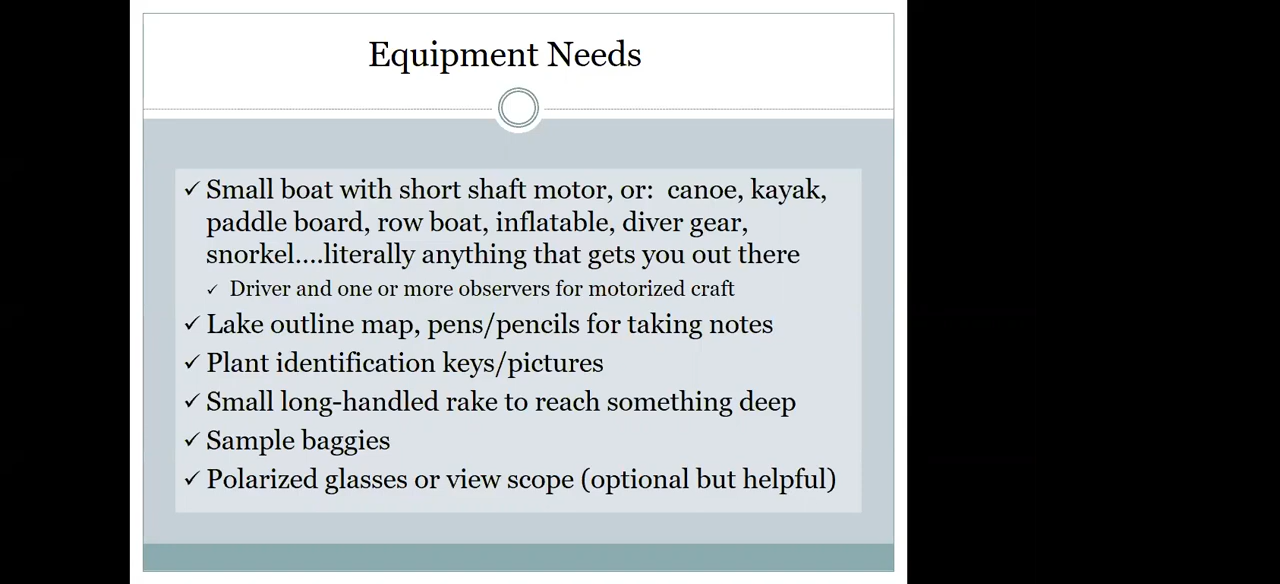 Equipment Needs
✓ Small boat with short shaft motor, or:  canoe, kayak,
paddle board, row boat, inflatable, diver gear,
snorkel....literally anything that gets you out there
✓ Driver and one or more observers for motorized craft
✓ Lake outline map, pens/pencils for taking notes
✓ Plant identification keys/pictures
✓ Small long-handled rake to reach something deep
✓ Sample baggies
✓ Polarized glasses or view scope (optional but helpful)